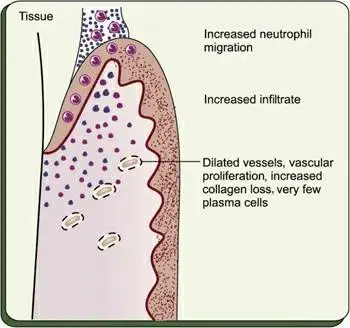 Tissue
Increased neutrophil
migration
Increased infiltrate
Dilated vessels, vascular
proliferation, increased
collagen loss, very few
plasma cells